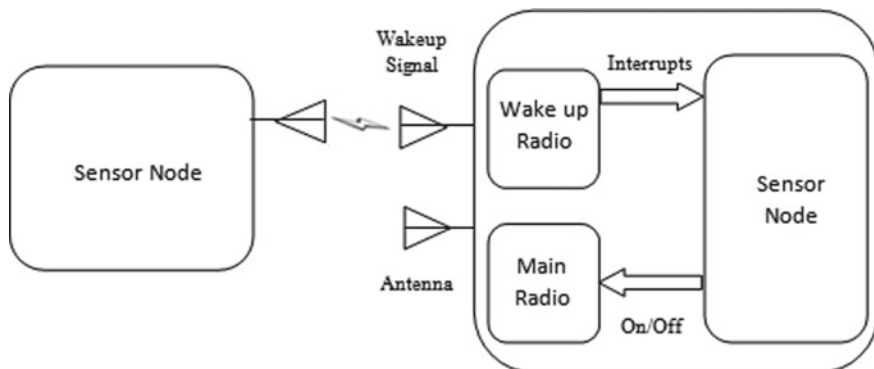 Wakeup
Signal
Interrupts
Wake up
Radio
Sensor Node
Sensor
Node
Main
Radio
Antenna
On/Off